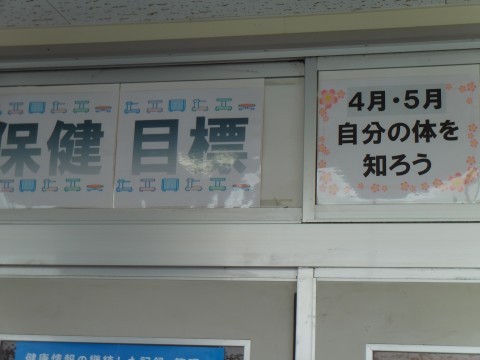 保健目標
4月・5月
自分の体を
知ろう